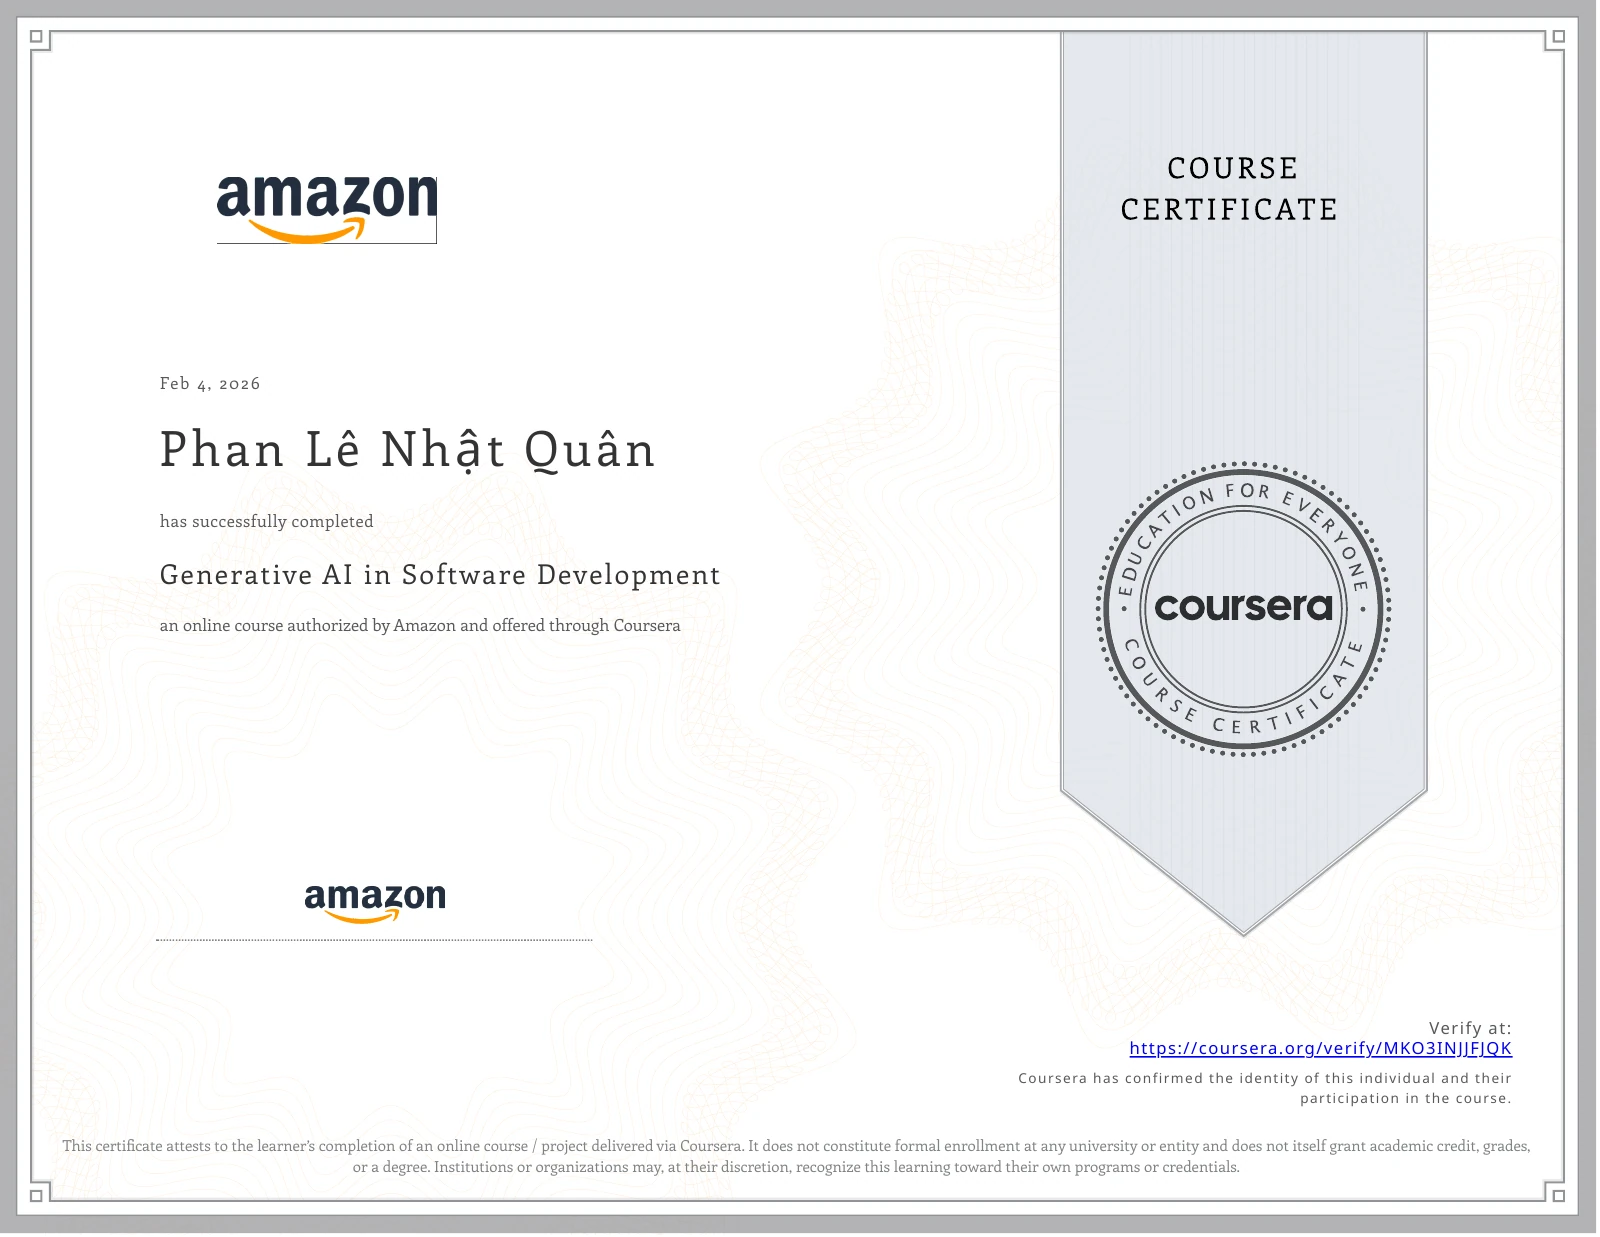 amazon
COURSE
CERTIFICATE
Feb 4, 2026
Phan Lê Nhật Quân
has successfully completed
Generative AI in Software Development
an online course authorized by Amazon and offered through Coursera
EDUCATION FOR EVERYONE
coursera
COURSE CERTIFICATE
amazon
Verify at:
https://coursera.org/verify/MKO3INJJFJQK
Coursera has confirmed the identity of this individual and their
participation in the course.
This certificate attests to the learner's completion of an online course / project delivered via Coursera. It does not constitute formal enrollment at any university or entity and does not itself grant academic credit, grades,
or a degree. Institutions or organizations may, at their discretion, recognize this learning toward their own programs or credentials.